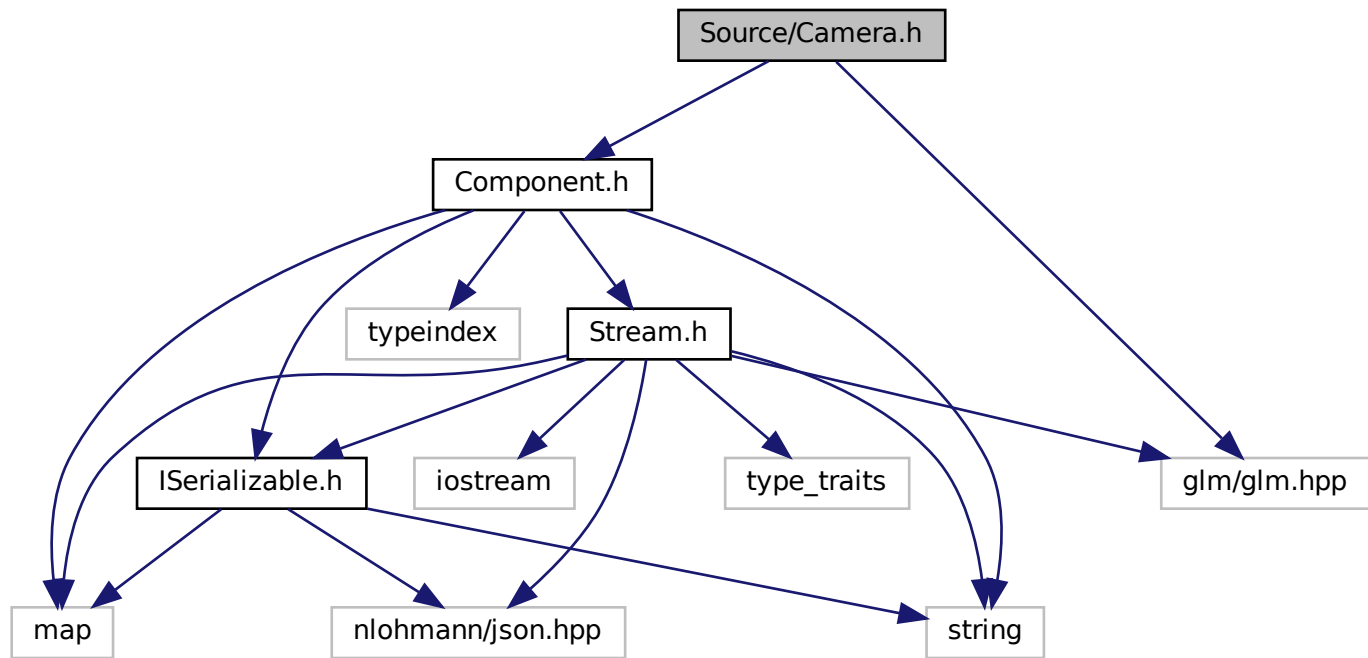 Source/Camera.h
Component.h
typeindex
Stream.h
ISerializable.h
iostream
type_traits
glm/glm.hpp
map
nlohmann/json.hpp
string